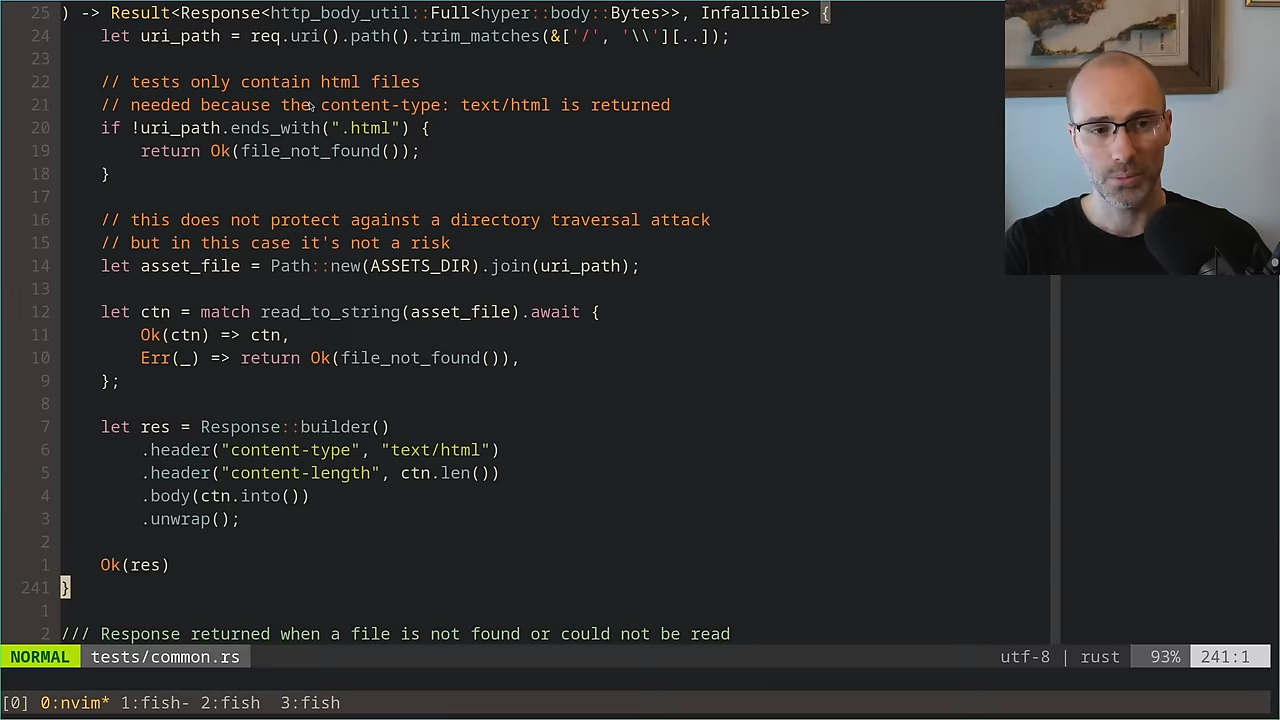 25 ) -> Result<Response<http_body_util::Full<hyper::body::Bytes>>, Infallible> {
24     let uri_path = req.uri().path().trim_matches(&['/', '\\'][..]);
23
22     // tests only contain html files
21     // needed because the content-type: text/html is returned
20     if !uri_path.ends_with(".html") {
19         return Ok(file_not_found());
18     }
17
16     // this does not protect against a directory traversal attack
15     // but in this case it's not a risk
14     let asset_file = Path::new(ASSETS_DIR).join(uri_path);
13
12     let ctn = match read_to_string(asset_file).await {
11         Ok(ctn) => ctn,
10         Err(_) => return Ok(file_not_found()),
9     };
8
7     let res = Response::builder()
6         .header("content-type", "text/html")
5         .header("content-length", ctn.len())
4         .body(ctn.into())
3         .unwrap();
2
1     Ok(res)
241 }
1
2 /// Response returned when a file is not found or could not be read
NORMAL tests/common.rs utf-8 | rust 93% 241:1
[0] 0:nvim* 1:fish- 2:fish 3:fish